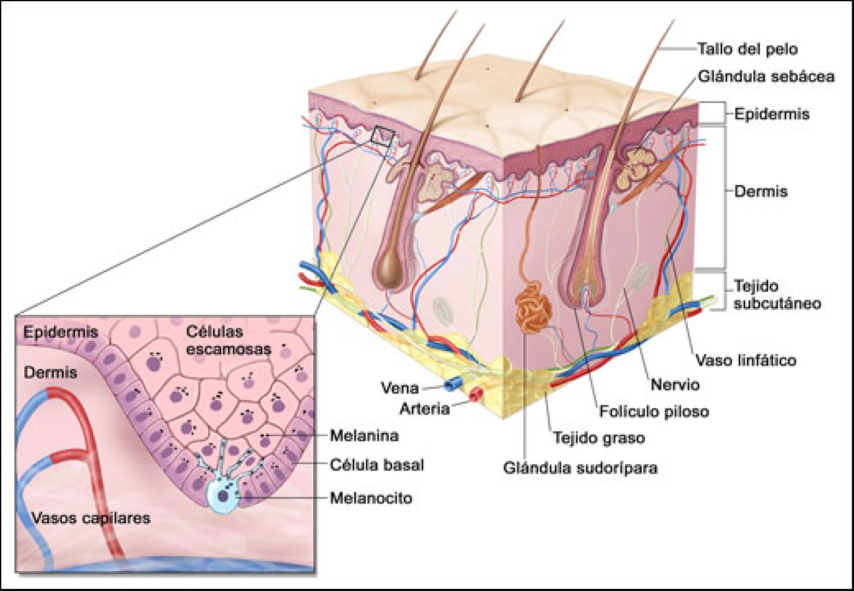 Tallo del pelo
Glándula sebácea
Epidermis
Dermis
Tejido
subcutáneo
Vaso linfático
Nervio
Folículo piloso
Tejido graso
Glándula sudorípara
Vena
Arteria
Epidermis
Células
escamosas
Dermis
Melanina
Célula basal
Melanocito
Vasos capilares